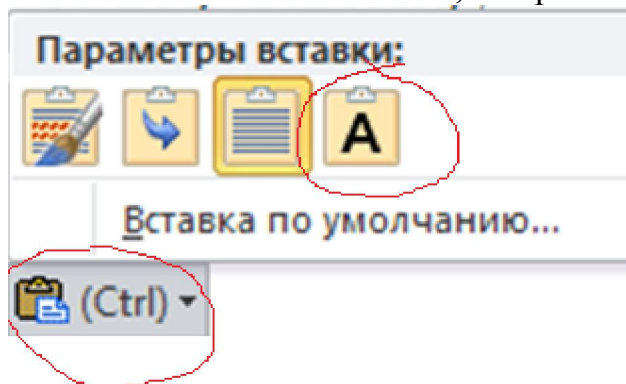 Параметры вставки:
A
Вставка по умолчанию...
(Ctrl)